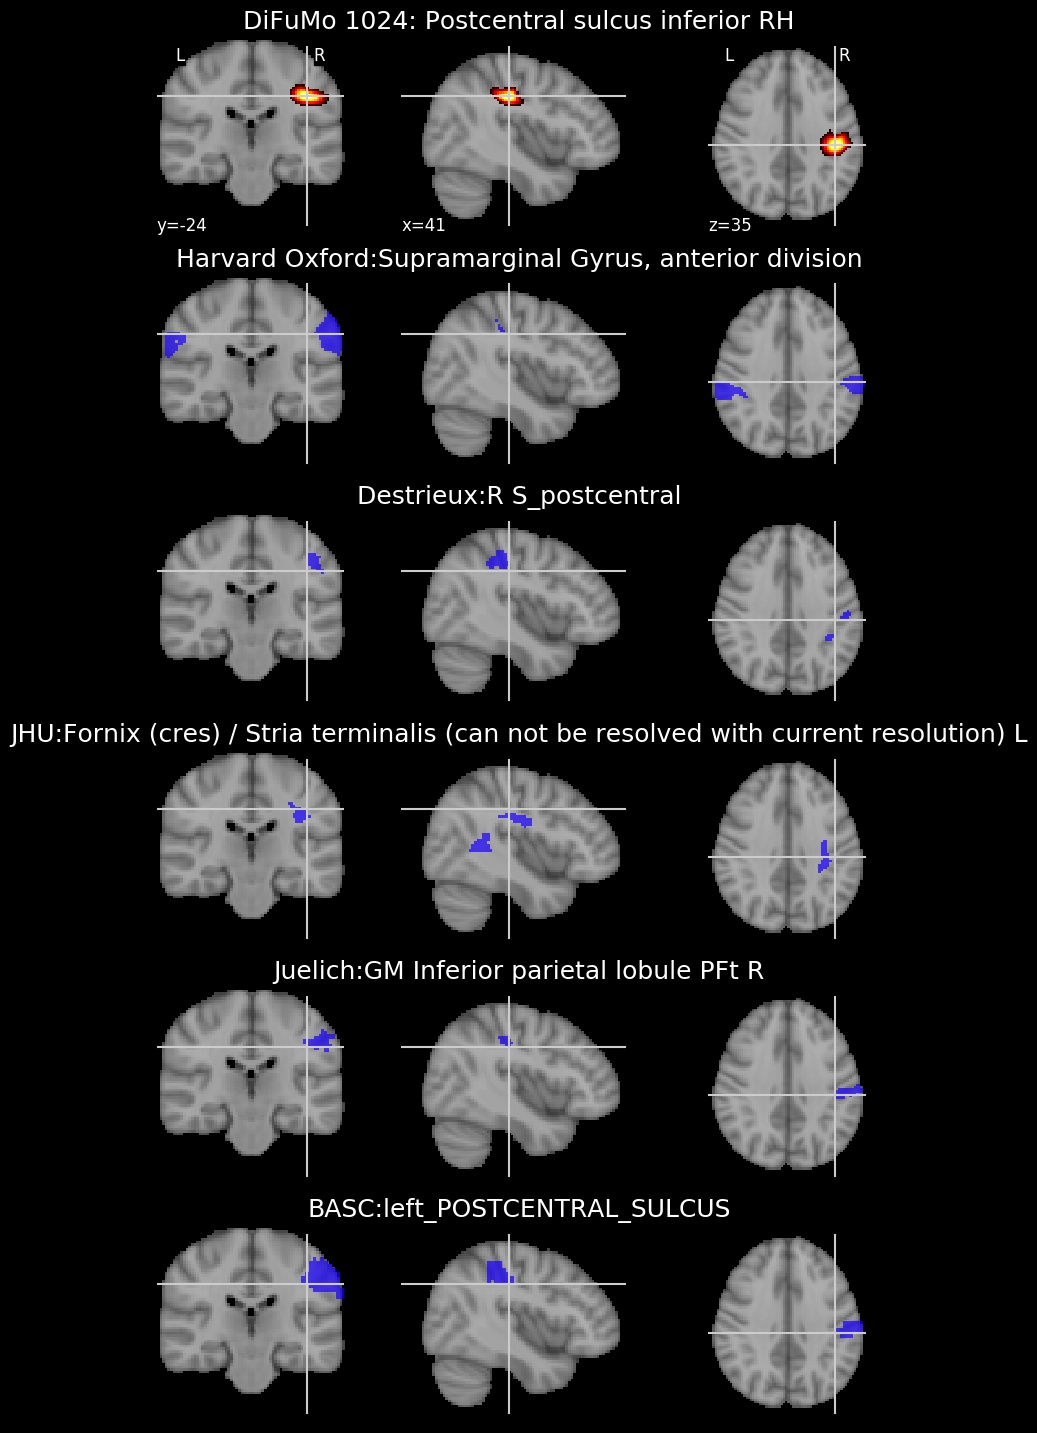 DiFuMo 1024: Postcentral sulcus inferior RH
L R L R
y=-24 x=41 z=35
Harvard Oxford:Supramarginal Gyrus, anterior division
Destrieux:R S_postcentral
JHU:Fornix (cres) / Stria terminalis (can not be resolved with current resolution) L
Juelich:GM Inferior parietal lobule PFt R
BASC:left_POSTCENTRAL_SULCUS